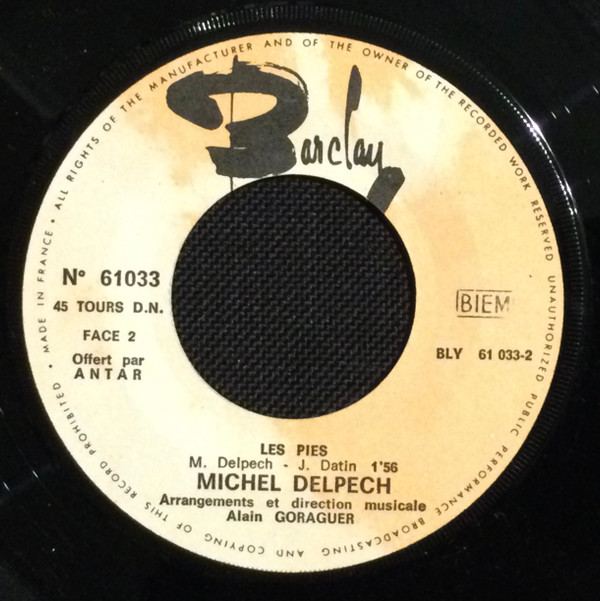 ALL RIGHTS OF THE MANUFACTURER AND OF THE OWNER OF THE RECORDED WORK RESERVED UNAUTHORIZED PUBLIC PERFORMANCE BROADCASTING AND COPYING OF THIS RECORD PROHIBITED • MADE IN FRANCE •
Barclay
N° 61033
45 TOURS D.N.
FACE 2
Offert par
ANTAR
BIEM
BLY 61 033-2
LES PIES
M. Delpech - J. Datin 1'56
MICHEL DELPECH
Arrangements et direction musicale
Alain GORAGUER